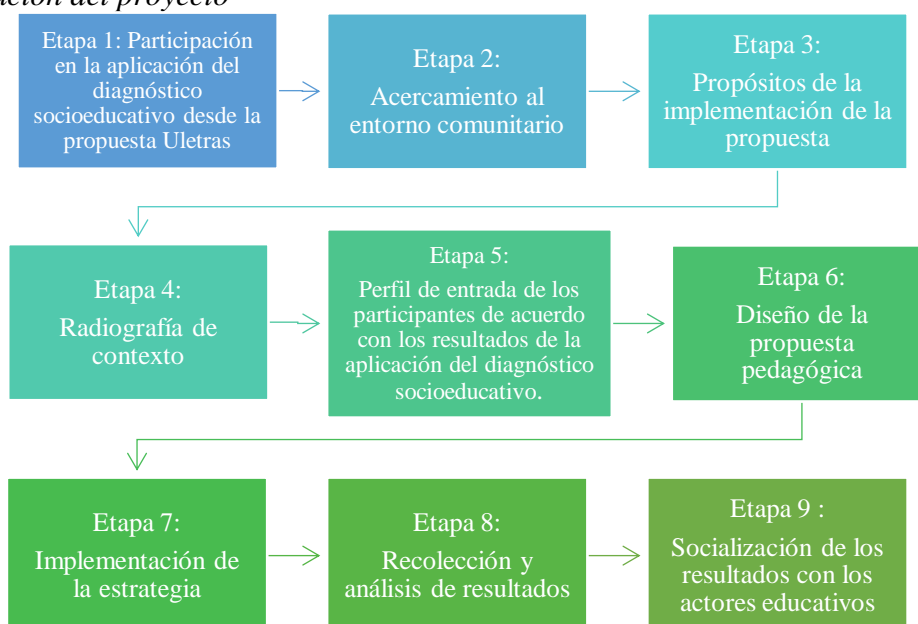 del proyecto
Etapa 1: Participación
en la aplicación del
diagnóstico
socioeducativo desde la
propuesta Uletras
Etapa 2:
Acercamiento al
entorno comunitario
Etapa 3:
Propósitos de la
implementación de la
propuesta
Etapa 4:
Radiografía de
contexto
Etapa 5:
Perfil de entrada de los
participantes de acuerdo
con los resultados de la
aplicación del diagnóstico
socioeducativo.
Etapa 6:
Diseño de la
propuesta
pedagógica
Etapa 7:
Implementación de
la estrategia
Etapa 8:
Recolección y
análisis de resultados
Etapa 9 :
Socialización de los
resultados con los
actores educativos